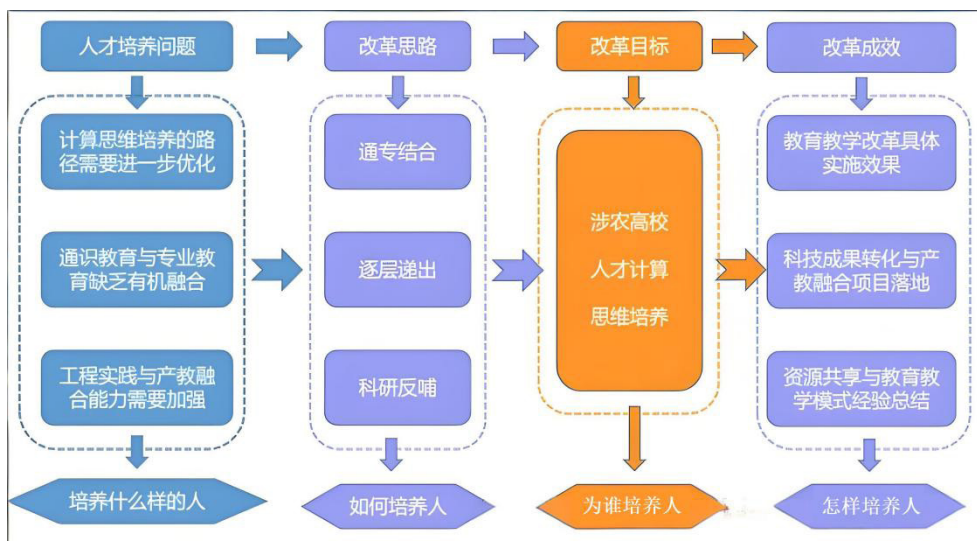 人才培养问题
改革思路
改革目标
改革成效
计算思维培养的路
径需要进一步优化
通识教育与专业教
育缺乏有机融合
工程实践与产教融
合能力需要加强
培养什么样的人
通专结合
逐层递出
科研反哺
如何培养人
涉农高校
人才计算
思维培养
为谁培养人
教育教学改革具体
实施效果
科技成果转化与产
教融合项目落地
资源共享与教育教
学模式经验总结
怎样培养人